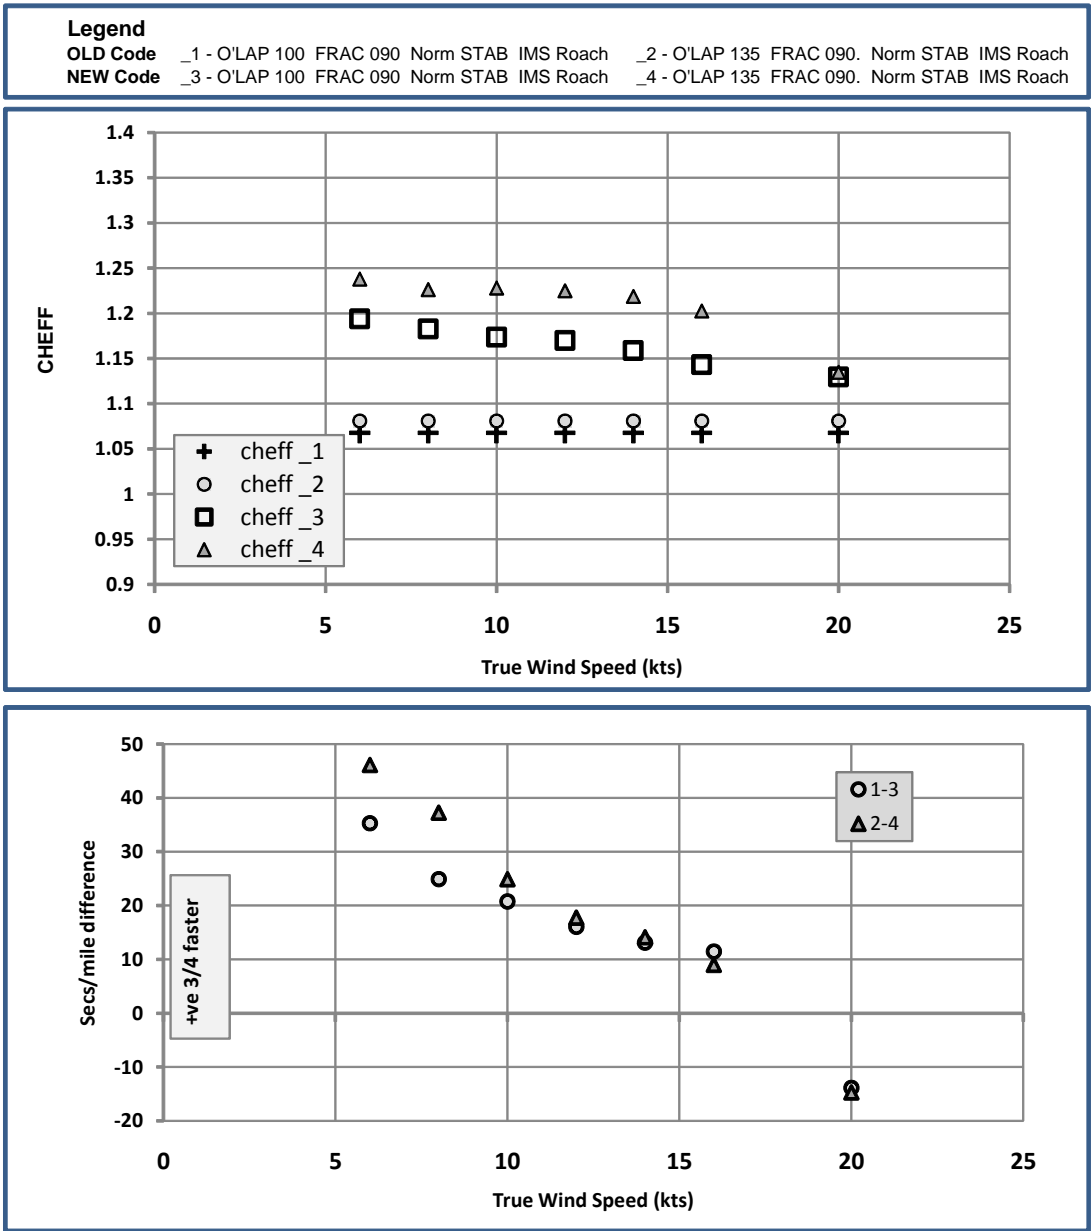 Legend
OLD Code _1 - O'LAP 100 FRAC 090 Norm STAB IMS Roach _2 - O'LAP 135 FRAC 090. Norm STAB IMS Roach
NEW Code _3 - O'LAP 100 FRAC 090 Norm STAB IMS Roach _4 - O'LAP 135 FRAC 090. Norm STAB IMS Roach
1.4
1.35
1.3
1.25
1.2
1.15
1.1
1.05
1
0.95
0.9
CHEFF
cheff _1
cheff _2
cheff _3
cheff _4
0 5 10 15 20 25
True Wind Speed (kts)
50
40
30
20
10
0
-10
-20
Secs/mile difference
+ve 3/4 faster
1-3
2-4
0 5 10 15 20 25
True Wind Speed (kts)